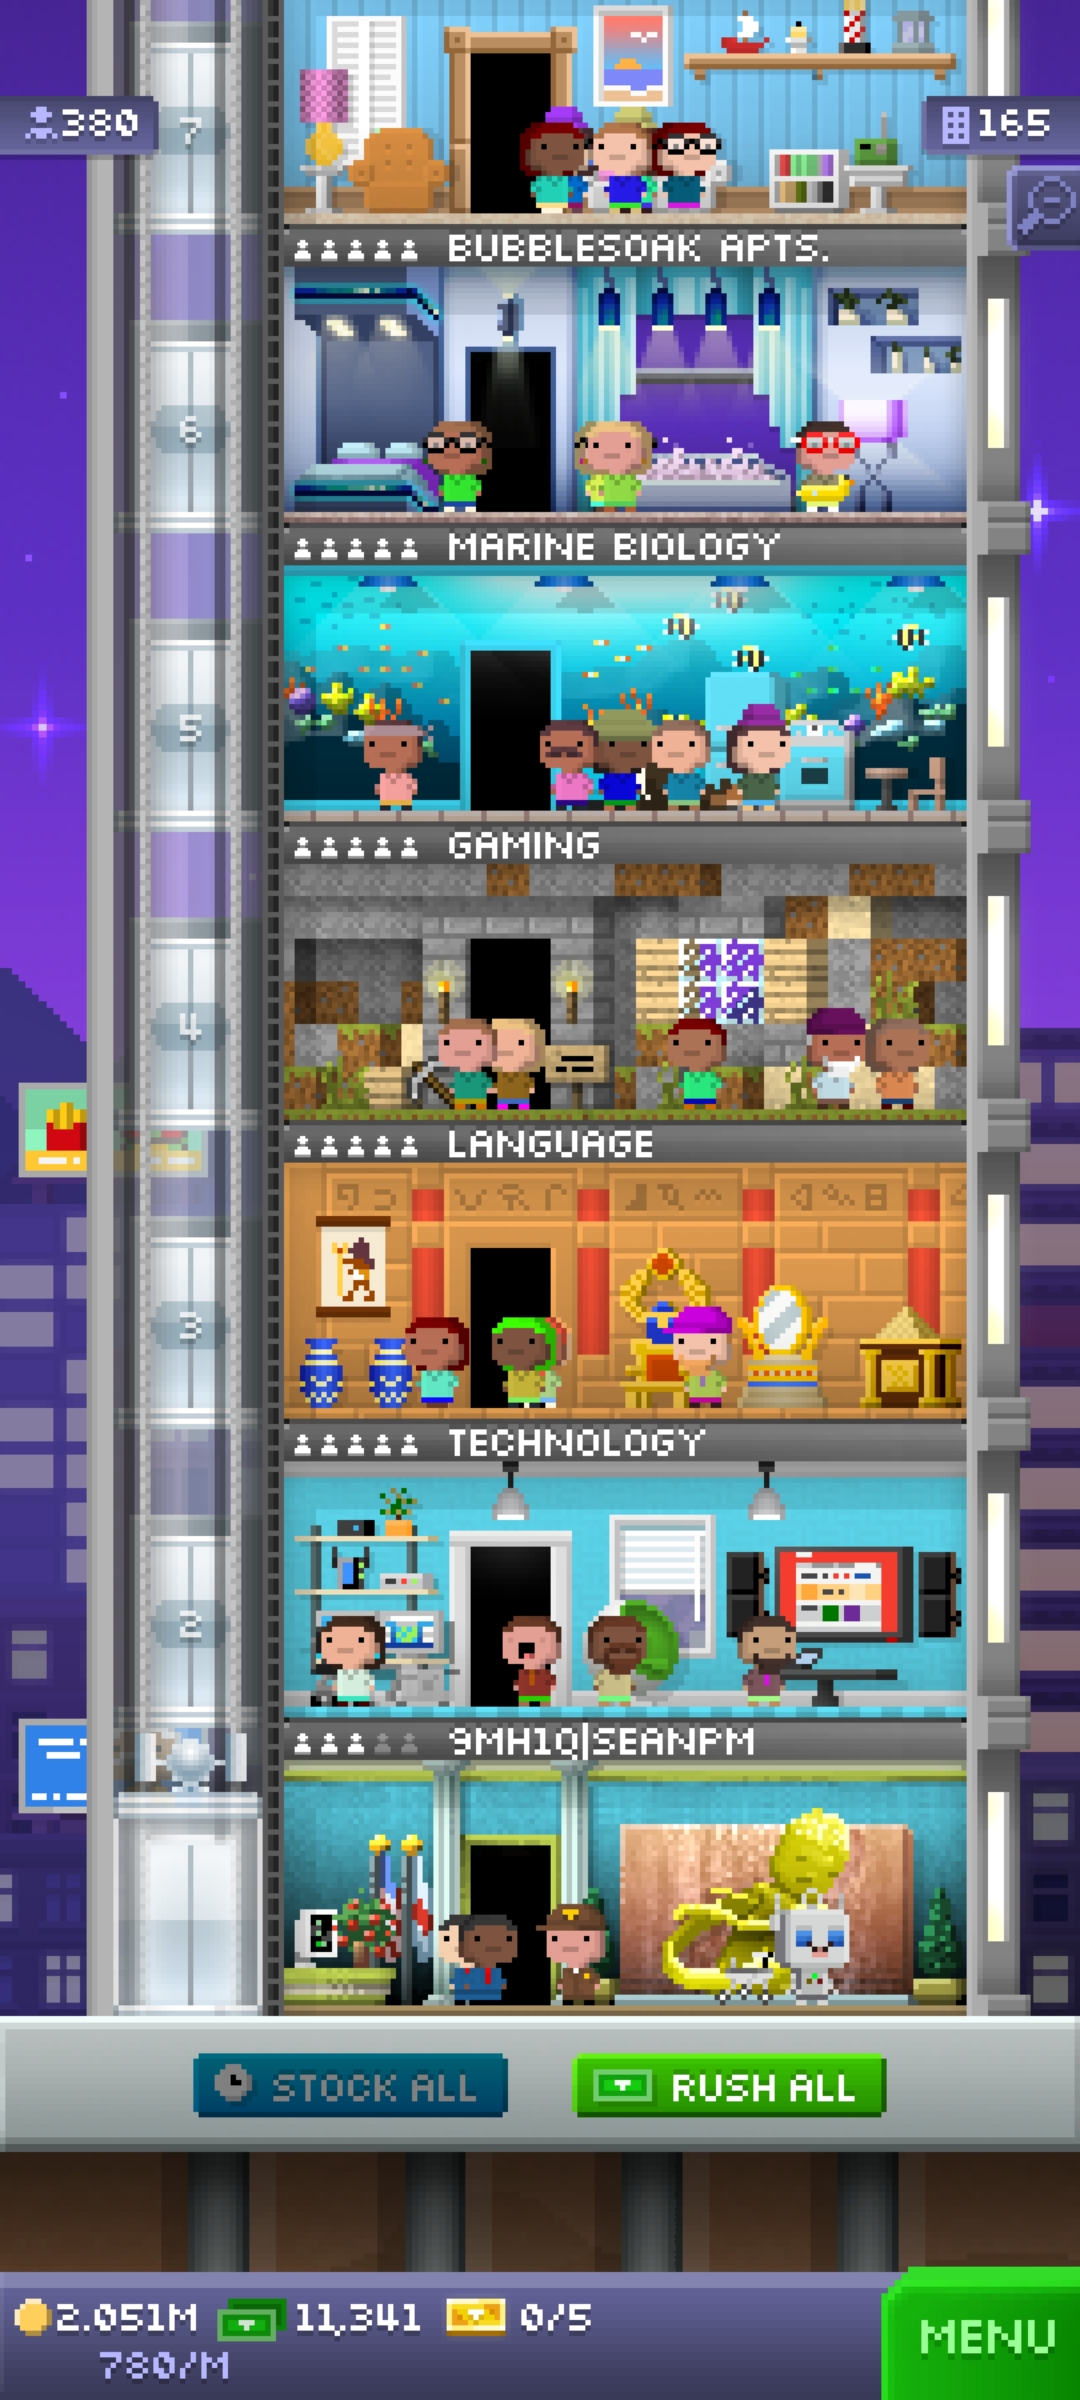 380
165
7
BUBBLESOAK APTS.
6
MARINE BIOLOGY
5
GAMING
4
LANGUAGE
3
TECHNOLOGY
2
9MH1Q|SEANPM
STOCK ALL
RUSH ALL
2.051M 11,341 0/5
780/M
MENU